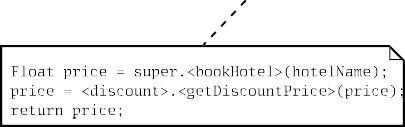 Float price = super.<bookHotel>(hotelName);
price = <discount>.<getDiscountPrice>(price);
return price;